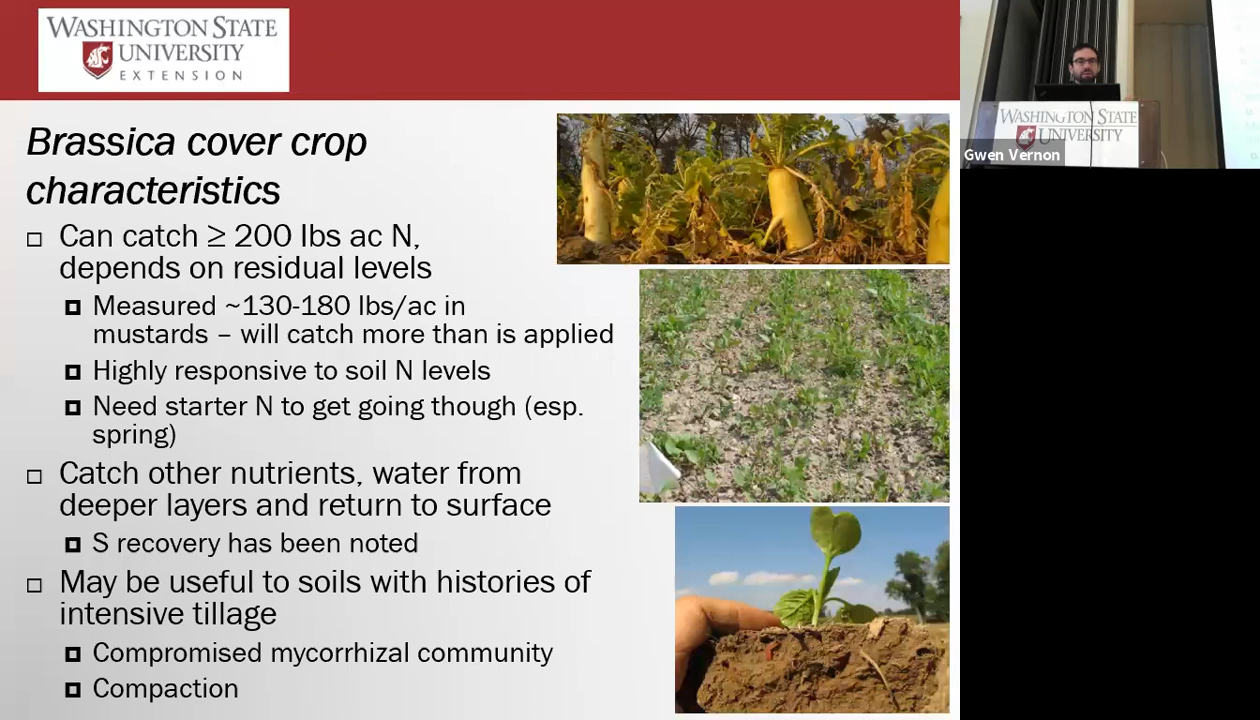 WASHINGTON STATE
UNIVERSITY
EXTENSION
Brassica cover crop
characteristics
Can catch ≥ 200 lbs ac N,
depends on residual levels
Measured ~130-180 lbs/ac in
mustards – will catch more than is applied
Highly responsive to soil N levels
Need starter N to get going though (esp.
spring)
Catch other nutrients, water from
deeper layers and return to surface
S recovery has been noted
May be useful to soils with histories of
intensive tillage
Compromised mycorrhizal community
Compaction
WASHINGTON STATE
UNIVERSITY
Gwen Vernon